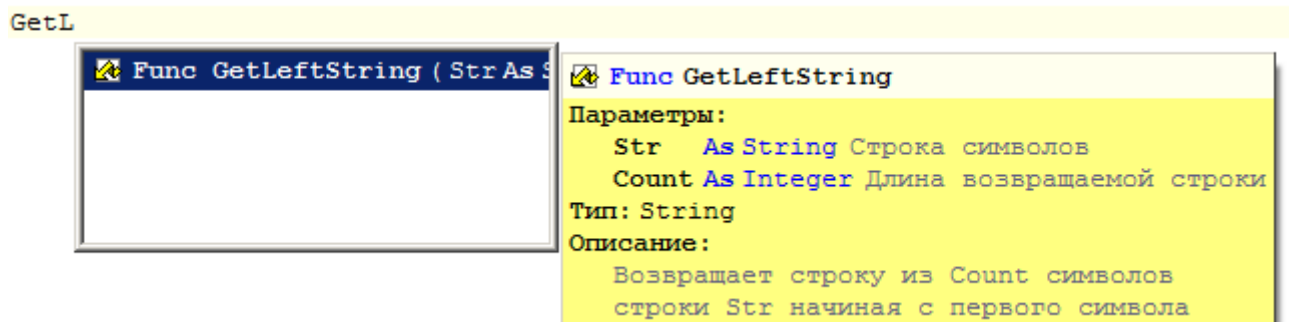 GetL
Func GetLeftString ( Str As S
Func GetLeftString
Параметры:
Str As String Строка символов
Count As Integer Длина возвращаемой строки
Тип: String
Описание:
Возвращает строку из Count символов
строки Str начиная с первого символа